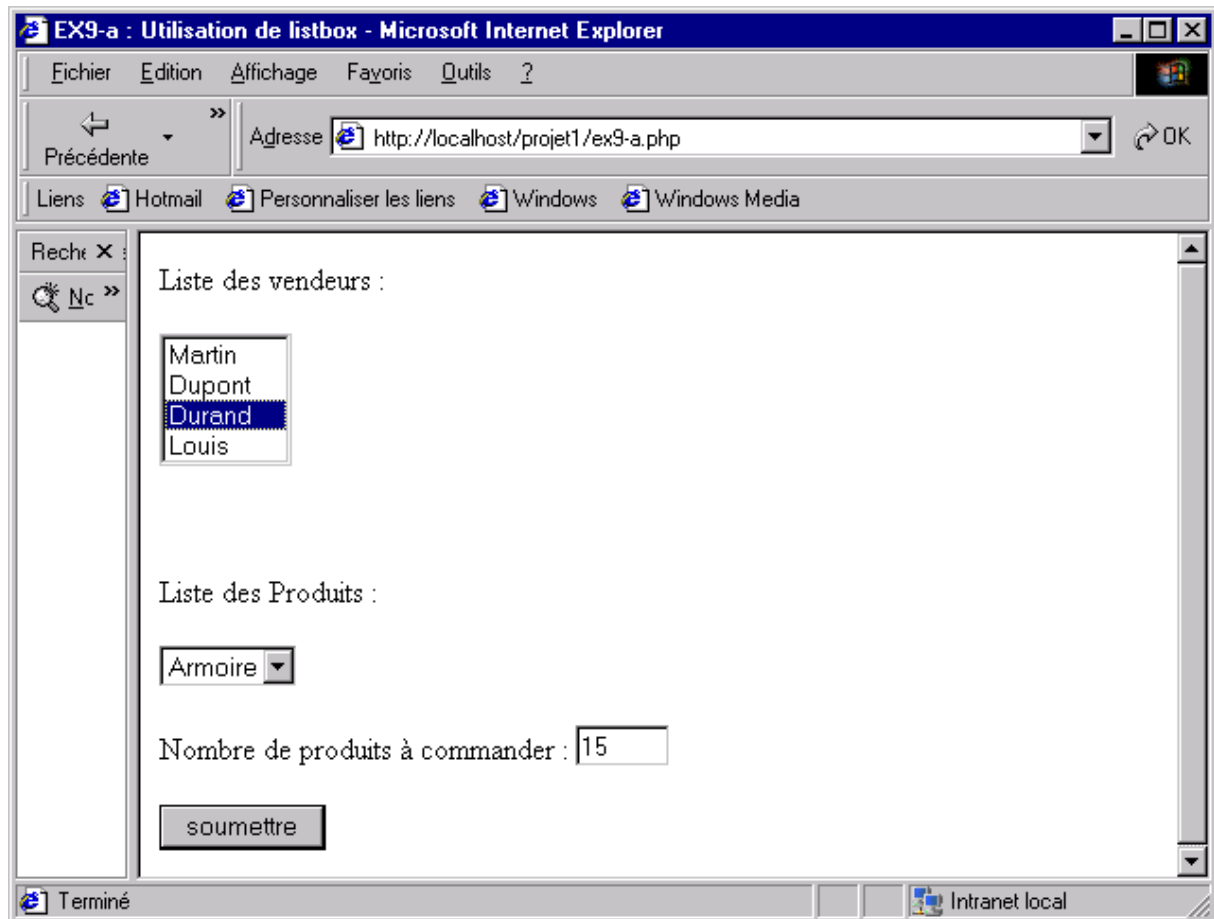 EX9-a : Utilisation de listbox - Microsoft Internet Explorer
Fichier Edition Affichage Favoris Outils ?
Précédente » Adresse http://localhost/projet1/ex9-a.php OK
Liens Hotmail Personnaliser les liens Windows Windows Media
»
Liste des vendeurs :
Martin
Dupont
Durand
Louis
Liste des Produits :
Armoire
Nombre de produits à commander : 15
soumettre
Terminé Intranet local